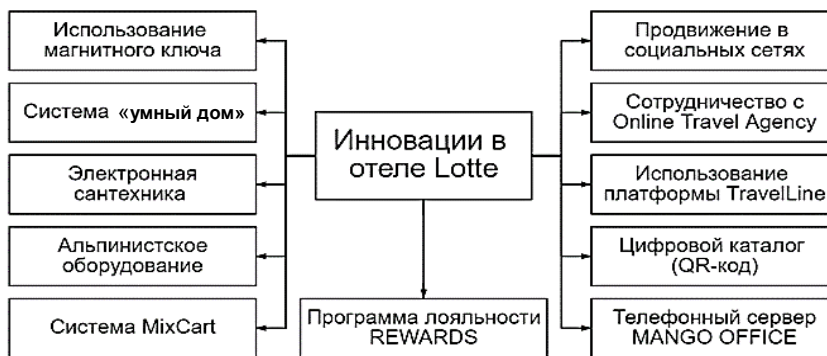 Использование
магнитного ключа
Система «умный дом»
Электронная
сантехника
Альпинистское
оборудование
Система MixCart
Инновации в
отеле Lotte
Программа лояльности
REWARDS
Продвижение в
социальных сетях
Сотрудничество с
Online Travel Agency
Использование
платформы TravelLine
Цифровой каталог
(QR-код)
Телефонный сервер
MANGO OFFICE